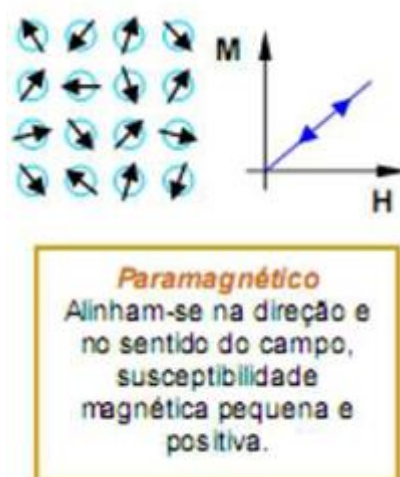 M
H
Paramagnético
Alinham-se na direção e
no sentido do campo,
susceptibilidade
magnética pequena e
positiva.